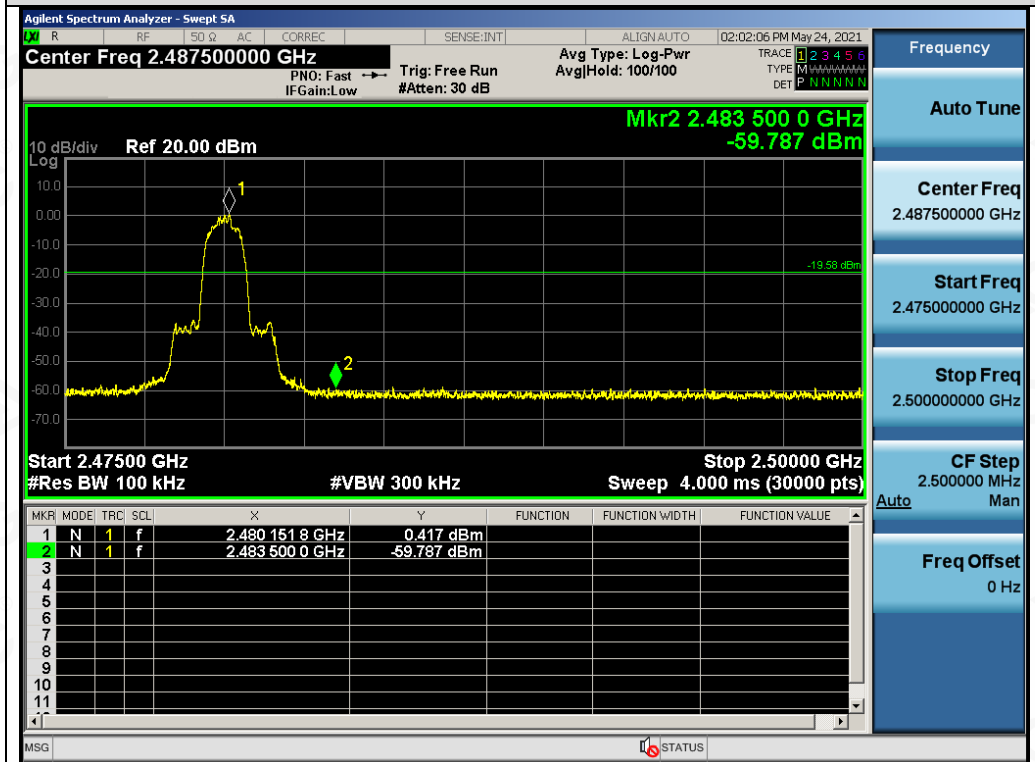 Agilent Spectrum Analyzer - Swept SA
LXI R RF 50 Ω AC CORREC SENSE:INT ALIGN AUTO 02:02:06 PM May 24, 2021
Center Freq 2.487500000 GHz
PNO: Fast
IFGain:Low
Trig: Free Run
#Atten: 30 dB
Avg Type: Log-Pwr
Avg|Hold: 100/100
TRACE 1 2 3 4 5 6
TYPE M
DET P N N N N N
Mkr2 2.483 500 0 GHz
-59.787 dBm
10 dB/div Ref 20.00 dBm
Log
10.0
0.00
-10.0
-20.0
-30.0
-40.0
-50.0
-60.0
-70.0
1
2
-19.58 dBm
Start 2.47500 GHz Stop 2.50000 GHz
#Res BW 100 kHz #VBW 300 kHz Sweep 4.000 ms (30000 pts)
MKR MODE TRC SCL X Y FUNCTION FUNCTION WIDTH FUNCTION VALUE
1 N 1 f 2.480 151 8 GHz 0.417 dBm
2 N 1 f 2.483 500 0 GHz -59.787 dBm
3
4
5
6
7
8
9
10
11
MSG STATUS
Frequency
Auto Tune
Center Freq
2.487500000 GHz
Start Freq
2.475000000 GHz
Stop Freq
2.500000000 GHz
CF Step
2.500000 MHz
Auto Man
Freq Offset
0 Hz